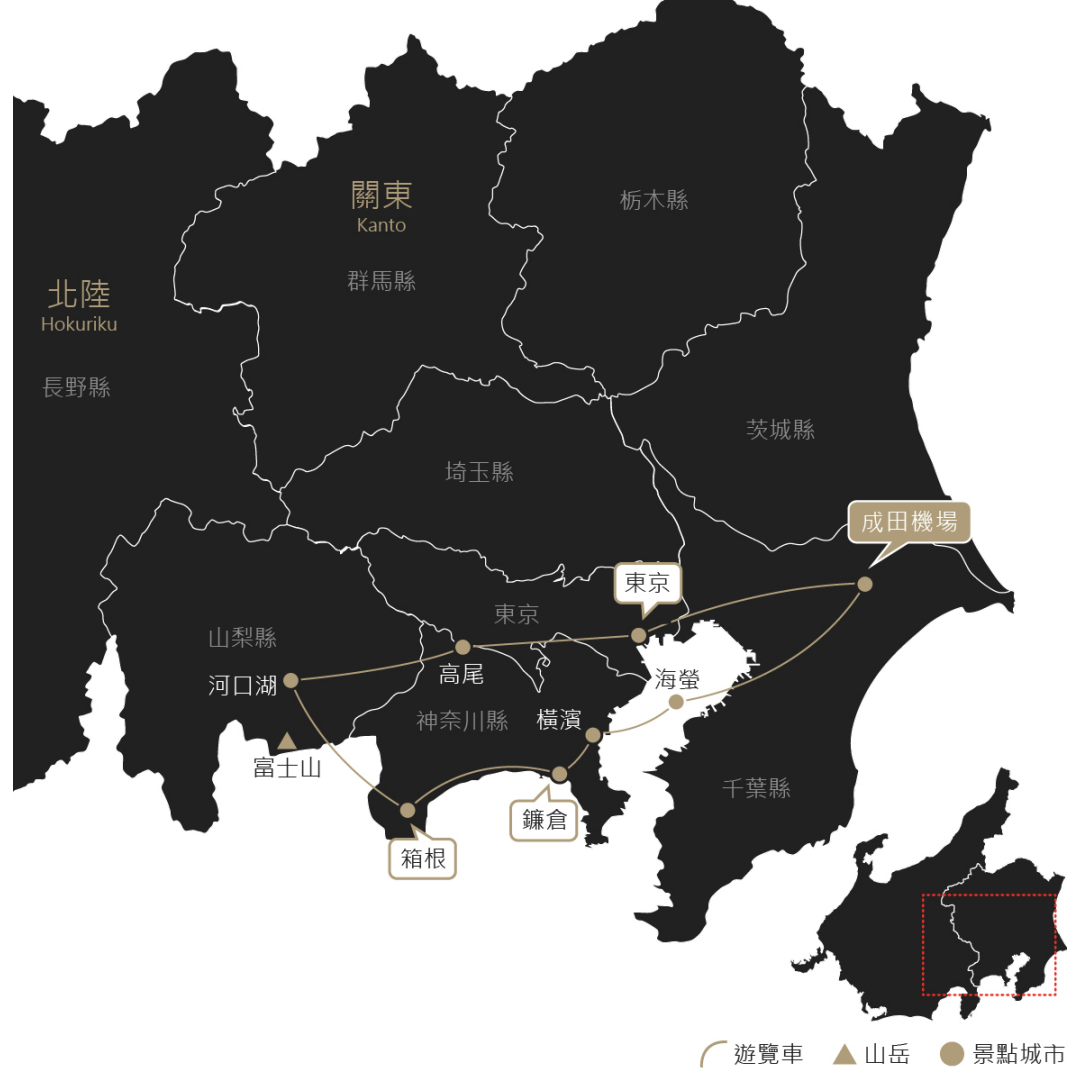 關東
Kanto
栃木縣
群馬縣
北陸
Hokuriku
長野縣
茨城縣
埼玉縣
成田機場
東京
東京
山梨縣
高尾
河口湖
海螢
神奈川縣
橫濱
富士山
千葉縣
鐮倉
箱根
遊覽車
山岳
景點城市